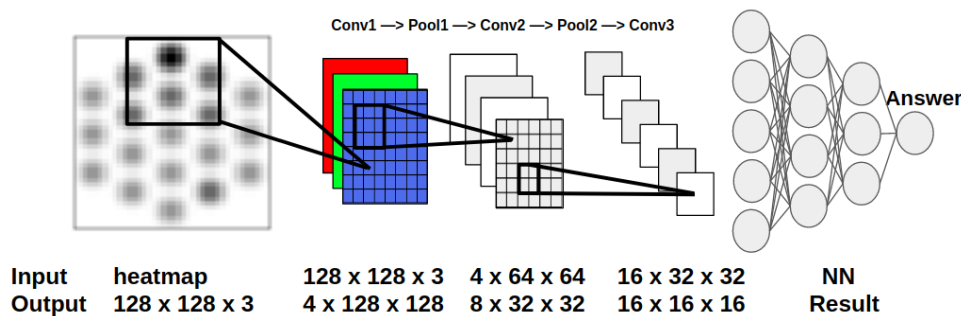 Conv1 —> Pool1 —> Conv2 —> Pool2 —> Conv3
Answer
Input heatmap 128 x 128 x 3 4 x 64 x 64 16 x 32 x 32 NN
Output 128 x 128 x 3 4 x 128 x 128 8 x 32 x 32 16 x 16 x 16 Result